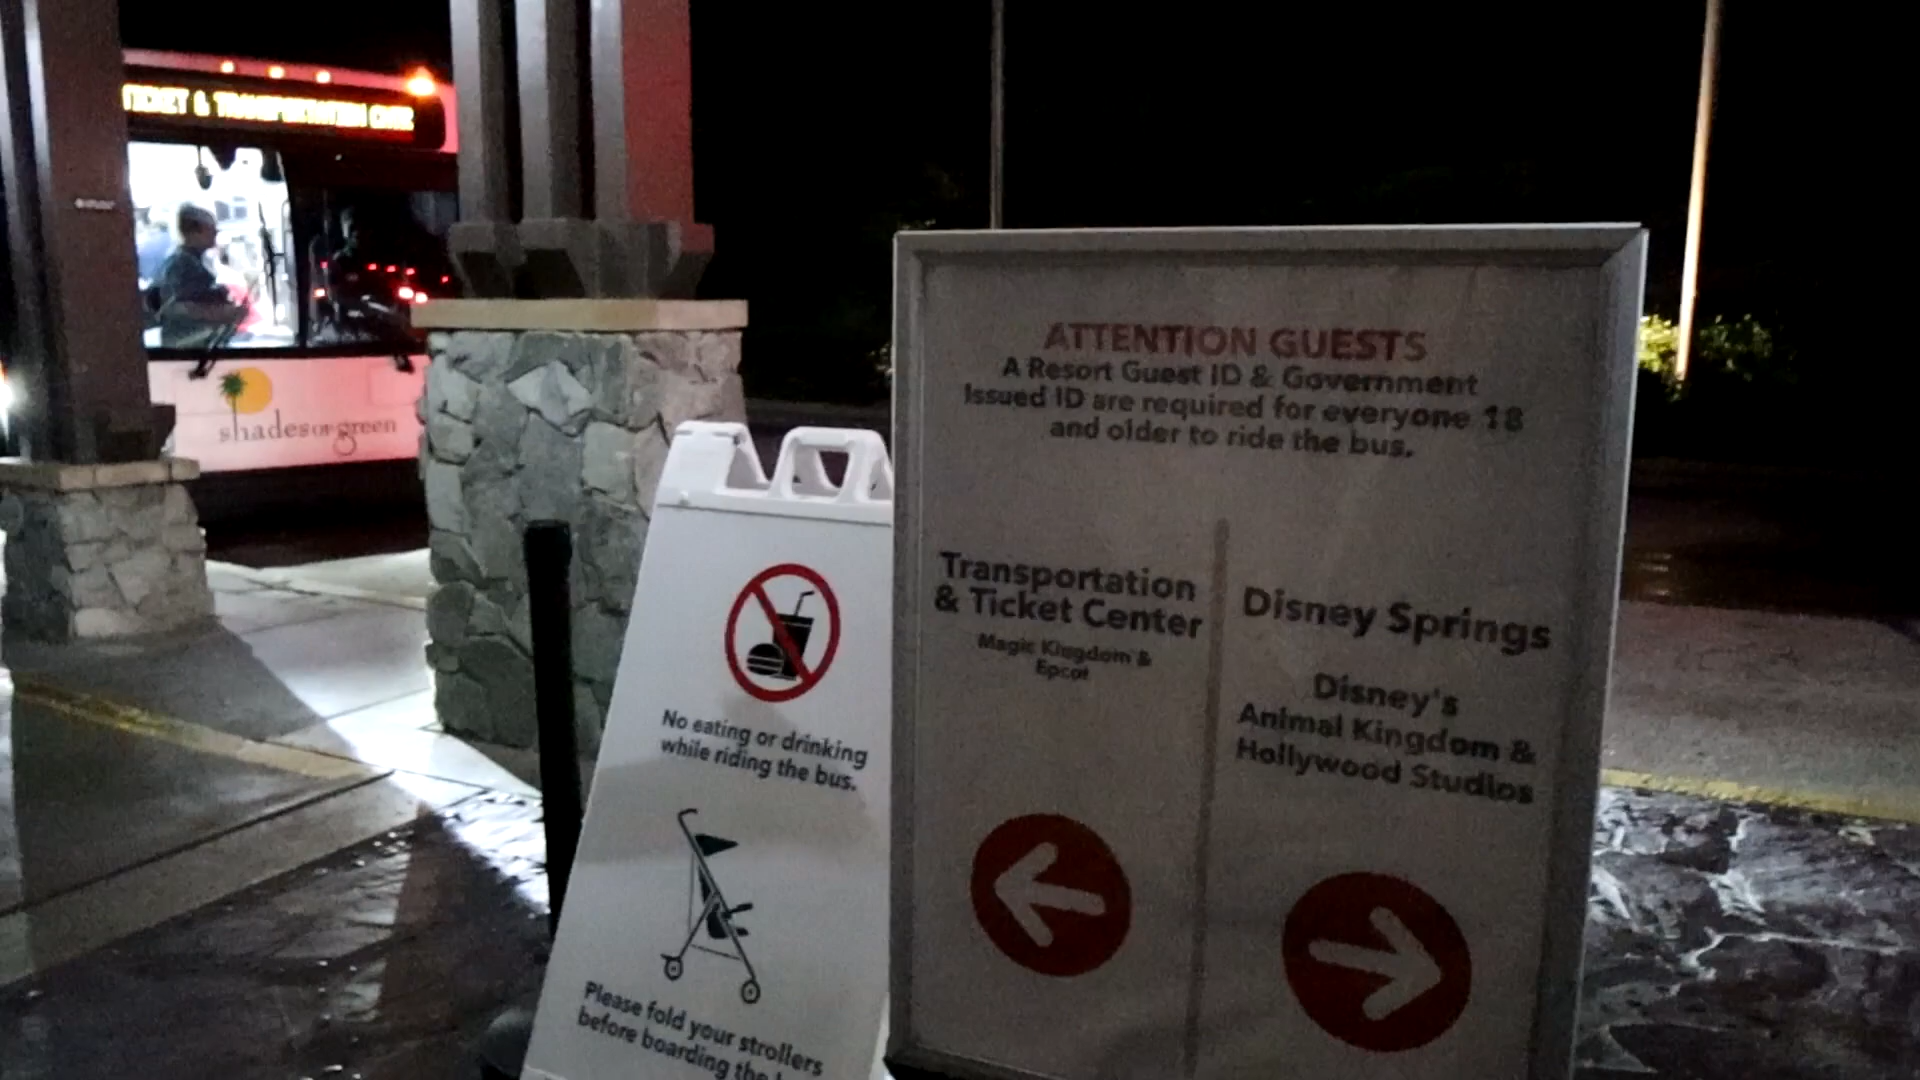 TICKET & TRANSPORTATION
shades of green
ATTENTION GUESTS
A Resort Guest ID & Government
Issued ID are required for everyone 18
and older to ride the bus.
Transportation
& Ticket Center
Magic Kingdom &
Epcot
Disney Springs
Disney's
Animal Kingdom &
Hollywood Studios
No eating or drinking
while riding the bus.
Please fold your strollers
before boarding the